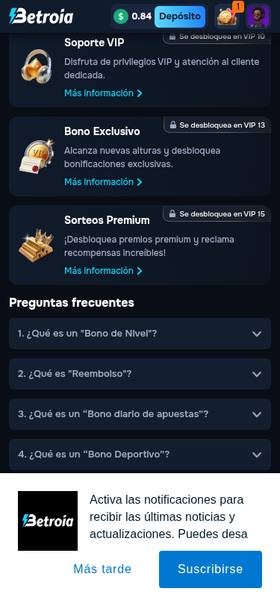 Betroia
$ 0.84 Depósito
1
Se desbloquea en VIP 10
Soporte VIP
Disfruta de privilegios VIP y atención al cliente
dedicada.
Más información
Se desbloquea en VIP 13
Bono Exclusivo
Alcanza nuevas alturas y desbloquea
bonificaciones exclusivas.
Más información
Se desbloquea en VIP 15
Sorteos Premium
¡Desbloquea premios premium y reclama
recompensas increíbles!
Más información
Preguntas frecuentes
1. ¿Qué es un "Bono de Nivel"?
2. ¿Qué es "Reembolso"?
3. ¿Qué es un "Bono diario de apuestas"?
4. ¿Qué es un "Bono Deportivo"?
Betroia
Activa las notificaciones para
recibir las últimas noticias y
actualizaciones. Puedes desa
Más tarde
Suscribirse